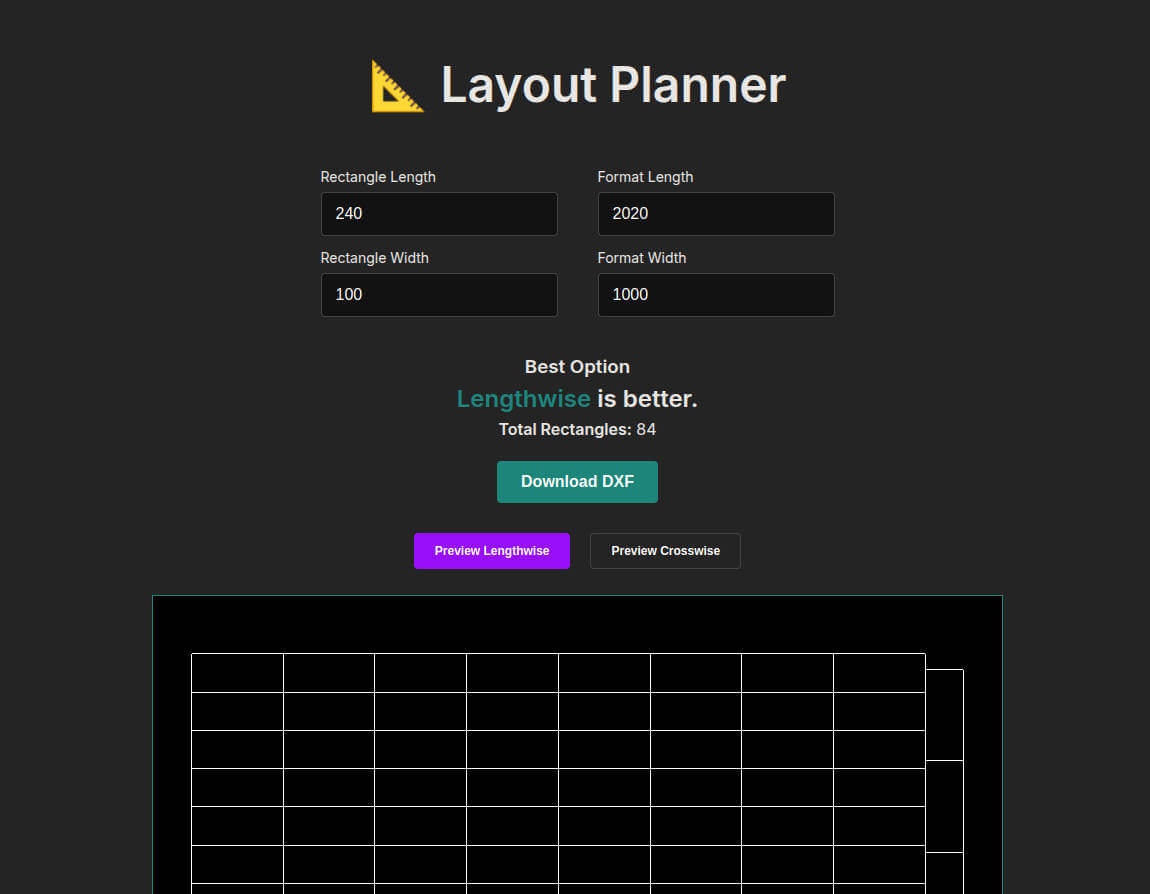 📐 Layout Planner
Rectangle Length
Format Length
240
2020
Rectangle Width
Format Width
100
1000
Best Option
Lengthwise is better.
Total Rectangles: 84
Download DXF
Preview Lengthwise
Preview Crosswise